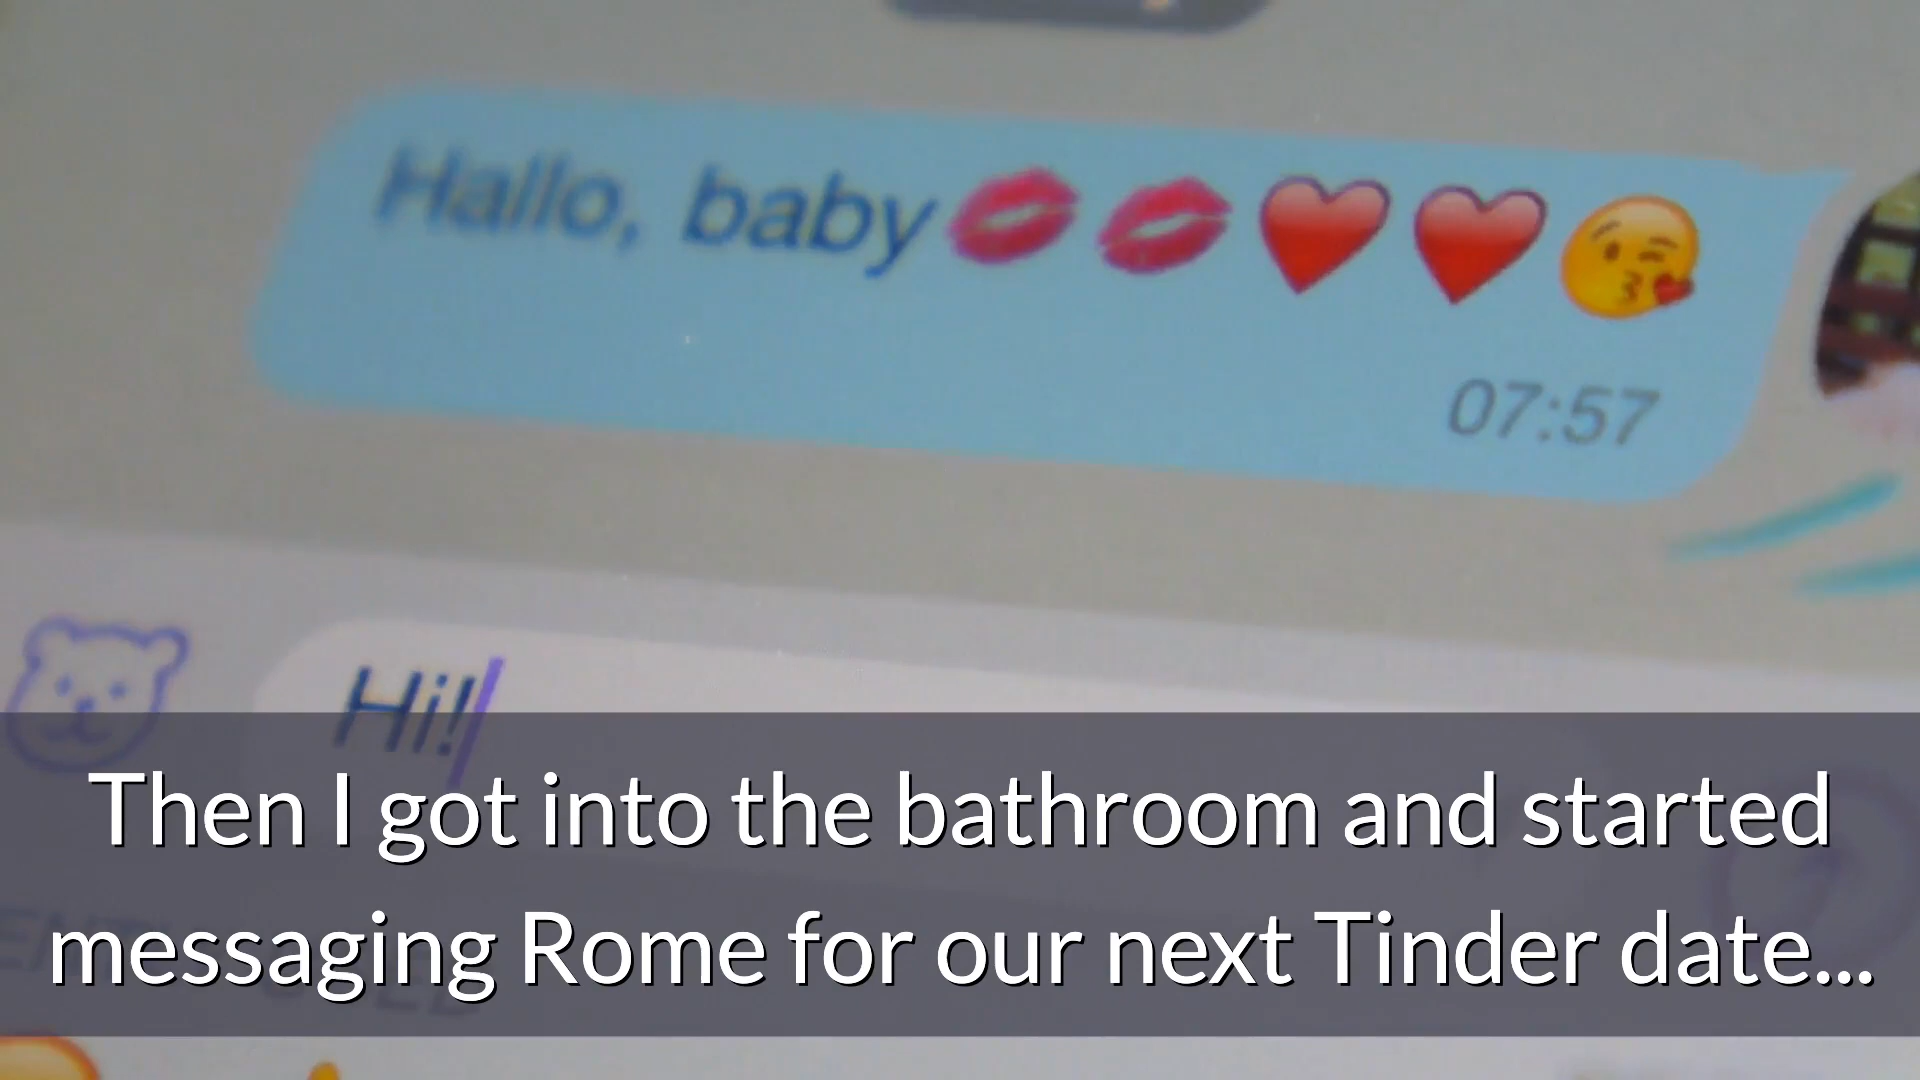 Hallo, baby💋💋❤️❤️😘
07:57
Hi!
Then I got into the bathroom and started
messaging Rome for our next Tinder date...